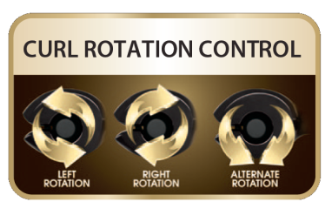 CURL ROTATION CONTROL
LEFT
ROTATION
RIGHT
ROTATION
ALTERNATE
ROTATION